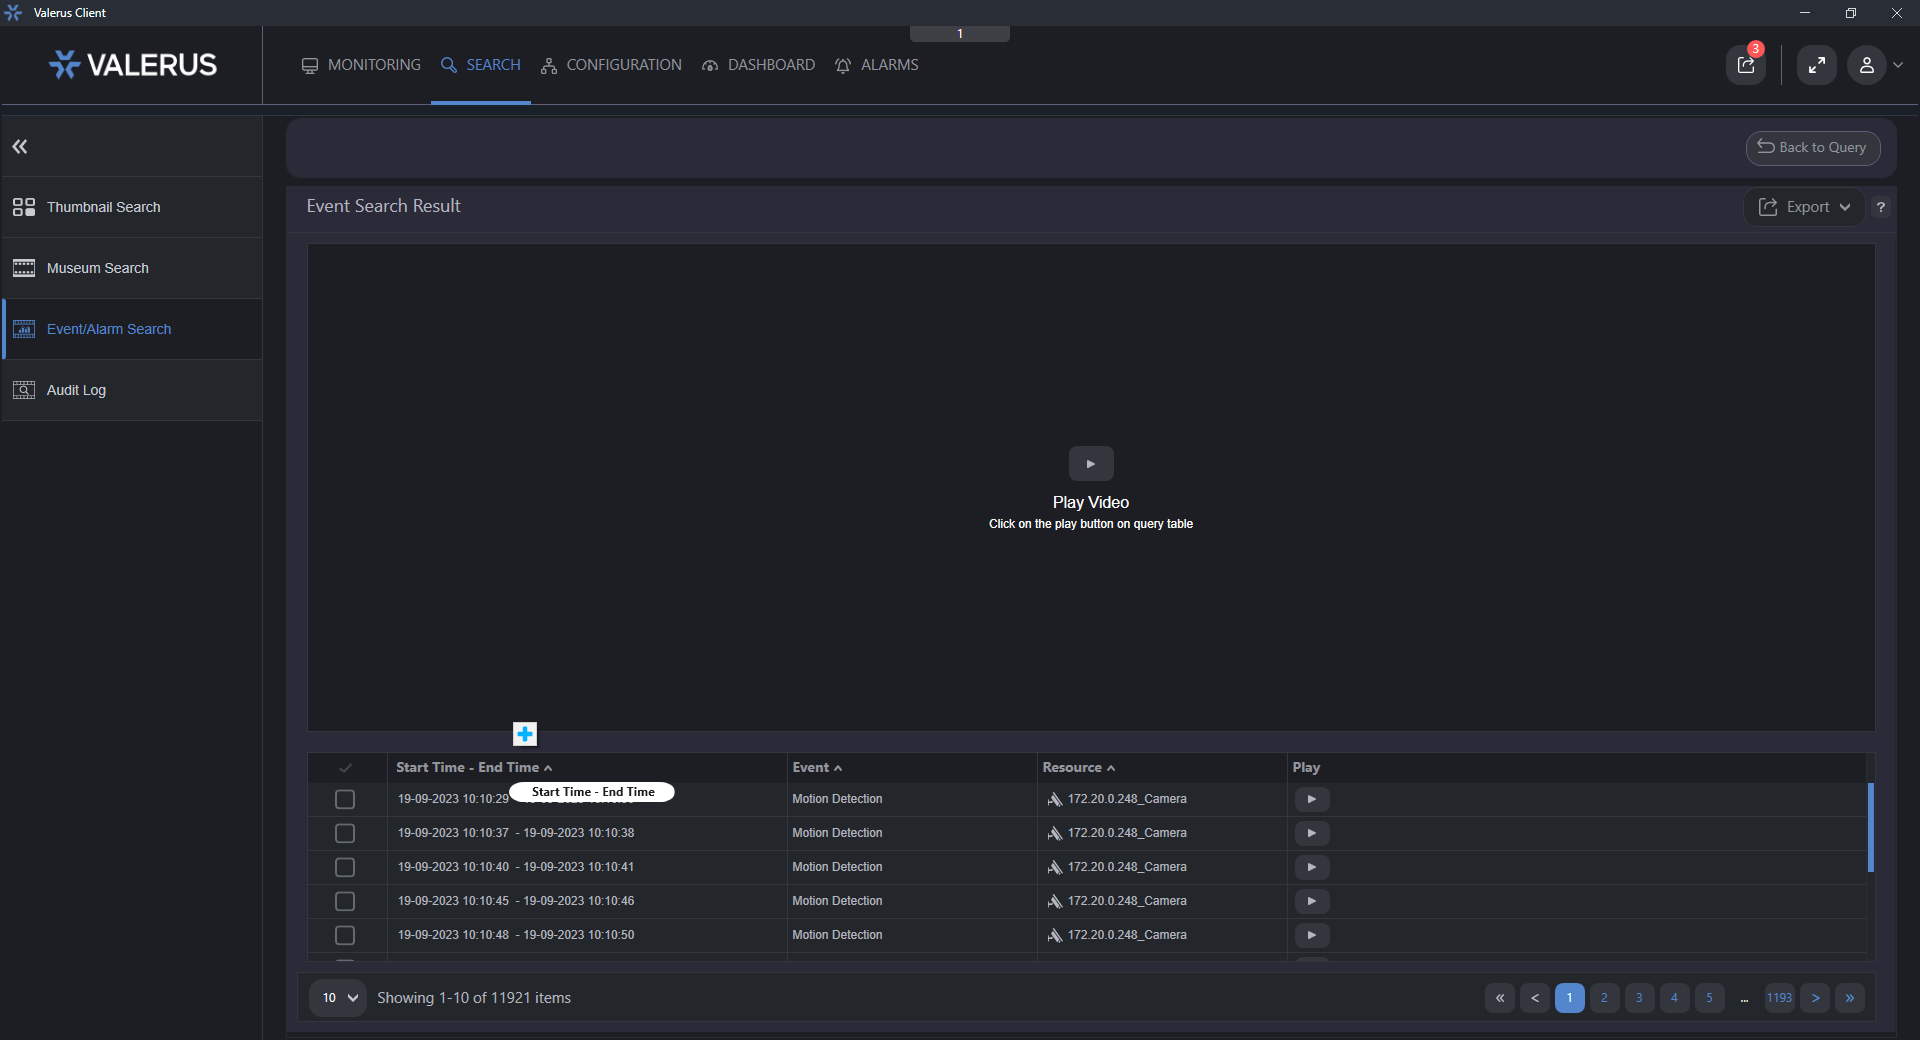 Valerus Client
1
VALERUS
MONITORING SEARCH CONFIGURATION DASHBOARD ALARMS
3
Back to Query
Thumbnail Search
Museum Search
Event/Alarm Search
Audit Log
Event Search Result
Export ?
Play Video
Click on the play button on query table
Start Time - End Time Event Resource Play
19-09-2023 10:10:29 Motion Detection 172.20.0.248_Camera
Start Time - End Time
19-09-2023 10:10:37 - 19-09-2023 10:10:38 Motion Detection 172.20.0.248_Camera
19-09-2023 10:10:40 - 19-09-2023 10:10:41 Motion Detection 172.20.0.248_Camera
19-09-2023 10:10:45 - 19-09-2023 10:10:46 Motion Detection 172.20.0.248_Camera
19-09-2023 10:10:48 - 19-09-2023 10:10:50 Motion Detection 172.20.0.248_Camera
10 Showing 1-10 of 11921 items
« < 1 2 3 4 5 ... 1193 > »